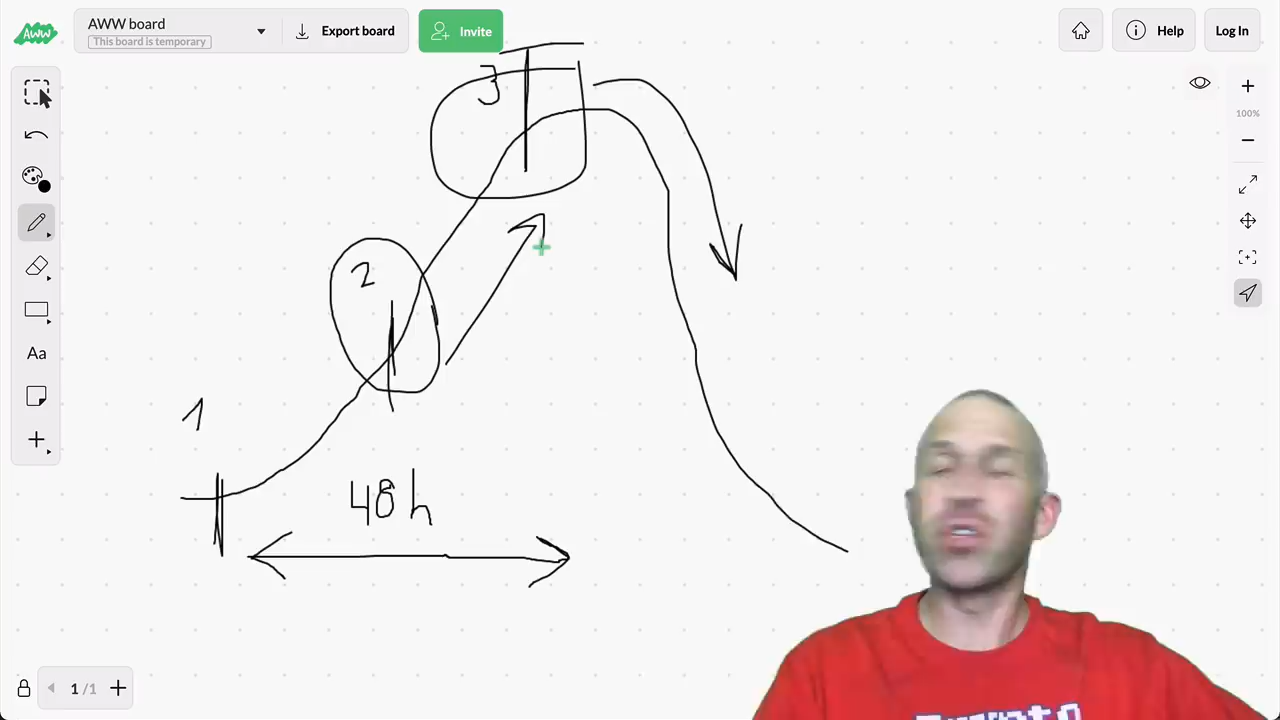 AWW board
This board is temporary
Export board
Invite
Help
Log In
AWW
100%
Aa
3
2
1
48h
1/1